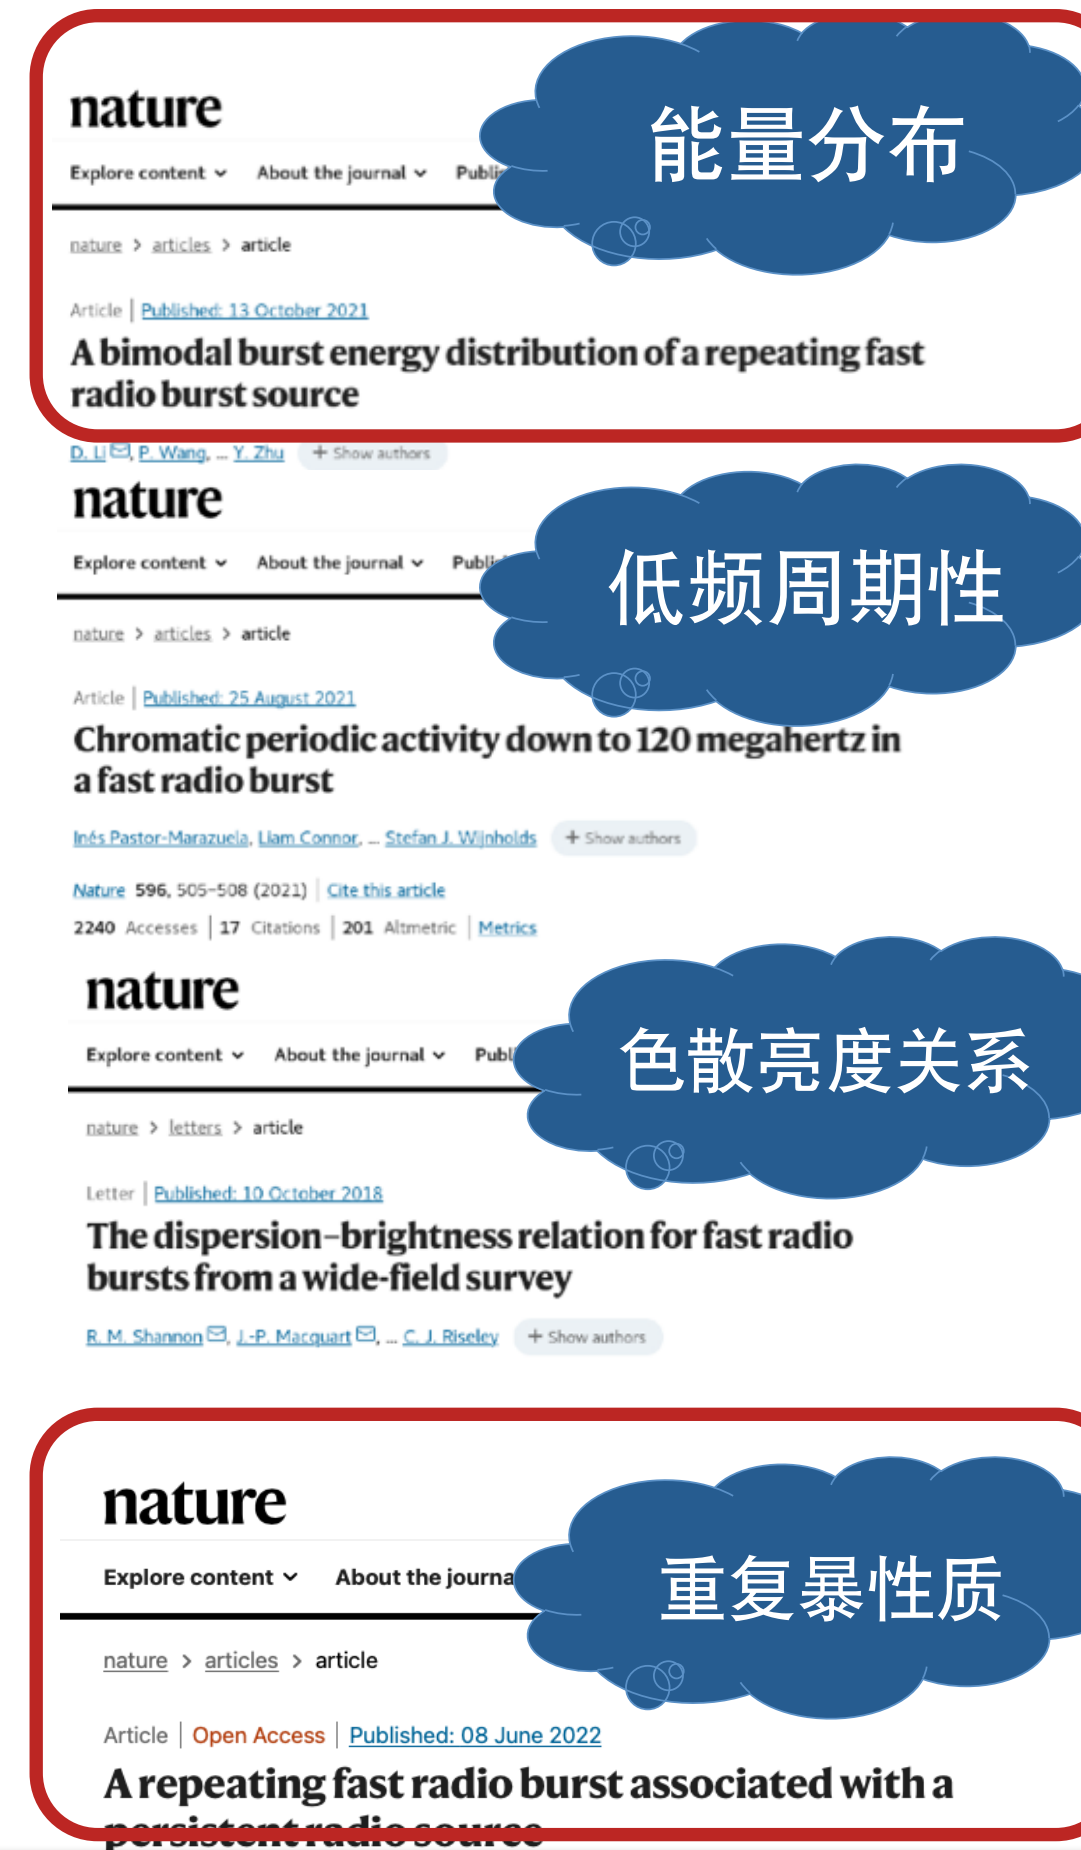 nature
能量分布
Explore content About the journal
nature > articles > article
Article | Published: 13 October 2021
A bimodal burst energy distribution of a repeating fast
radio burst source
D. Li, P. Wang, ... Y. Zhu + Show authors
nature
低频周期性
Explore content About the journal
nature > articles > article
Article | Published: 25 August 2021
Chromatic periodic activity down to 120 megahertz in
a fast radio burst
Inés Pastor-Marazuela, Liam Connor, ... Stefan J. Wijnholds + Show authors
Nature 596, 505–508 (2021) | Cite this article
2240 Accesses | 17 Citations | 201 Altmetric | Metrics
nature
色散亮度关系
Explore content About the journal Publ
nature > letters > article
Letter | Published: 10 October 2018
The dispersion–brightness relation for fast radio
bursts from a wide-field survey
R. M. Shannon, J.-P. Macquart, ... C. J. Riseley + Show authors
nature
重复暴性质
Explore content About the journa
nature > articles > article
Article | Open Access | Published: 08 June 2022
A repeating fast radio burst associated with a
persistent radio source